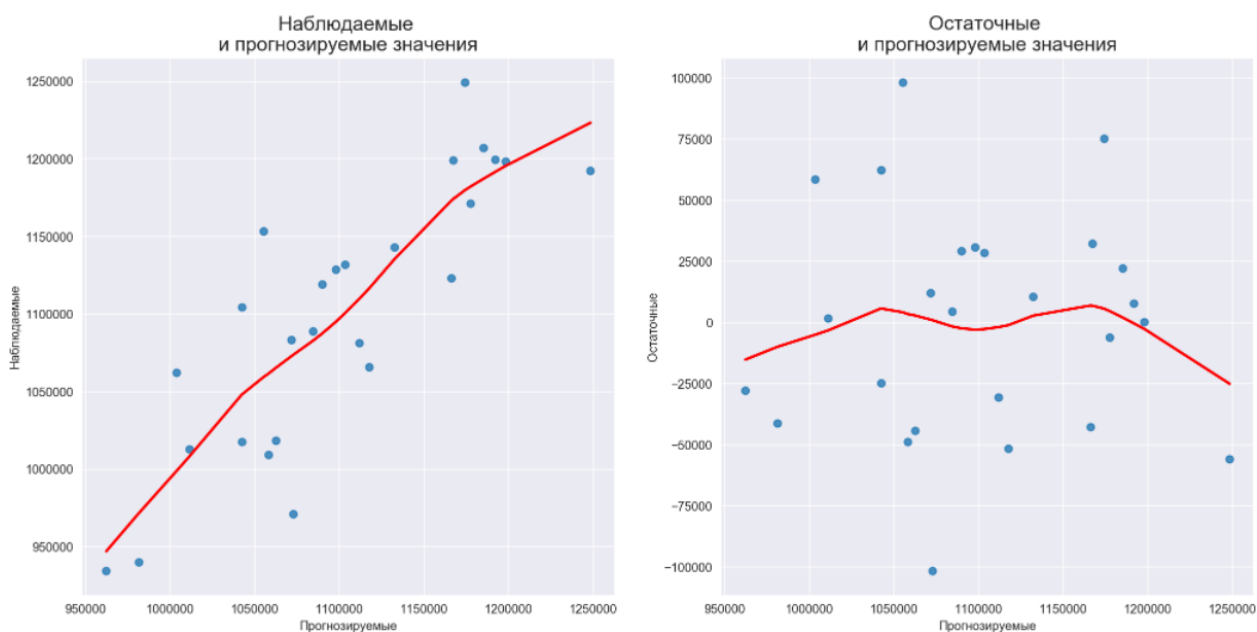 Наблюдаемые
и прогнозируемые значения
1250000
1200000
1150000
1100000
1050000
1000000
950000
Наблюдаемые
950000 1000000 1050000 1100000 1150000 1200000 1250000
Прогнозируемые
Остаточные
и прогнозируемые значения
100000
75000
50000
25000
0
−25000
−50000
−75000
−100000
Остаточные
950000 1000000 1050000 1100000 1150000 1200000 1250000
Прогнозируемые